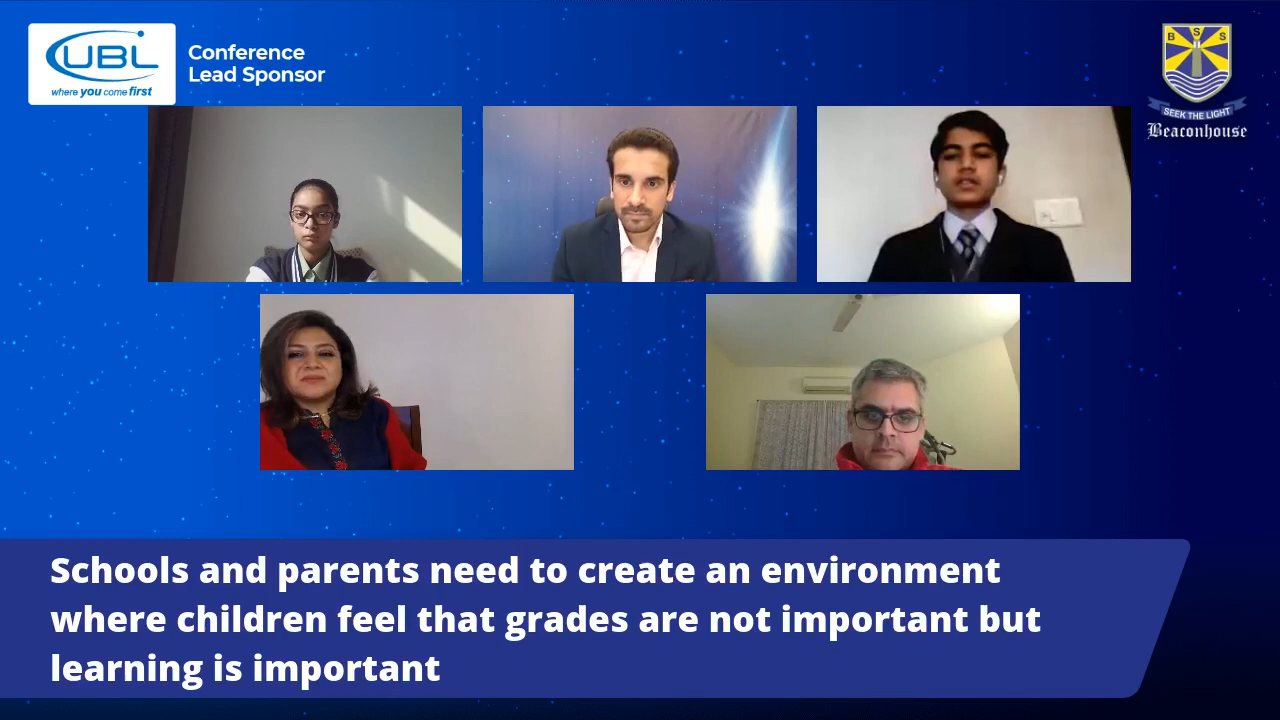 UBL
where you come first
Conference
Lead Sponsor
B S S
SEEK THE LIGHT
Beaconhouse
Schools and parents need to create an environment
where children feel that grades are not important but
learning is important